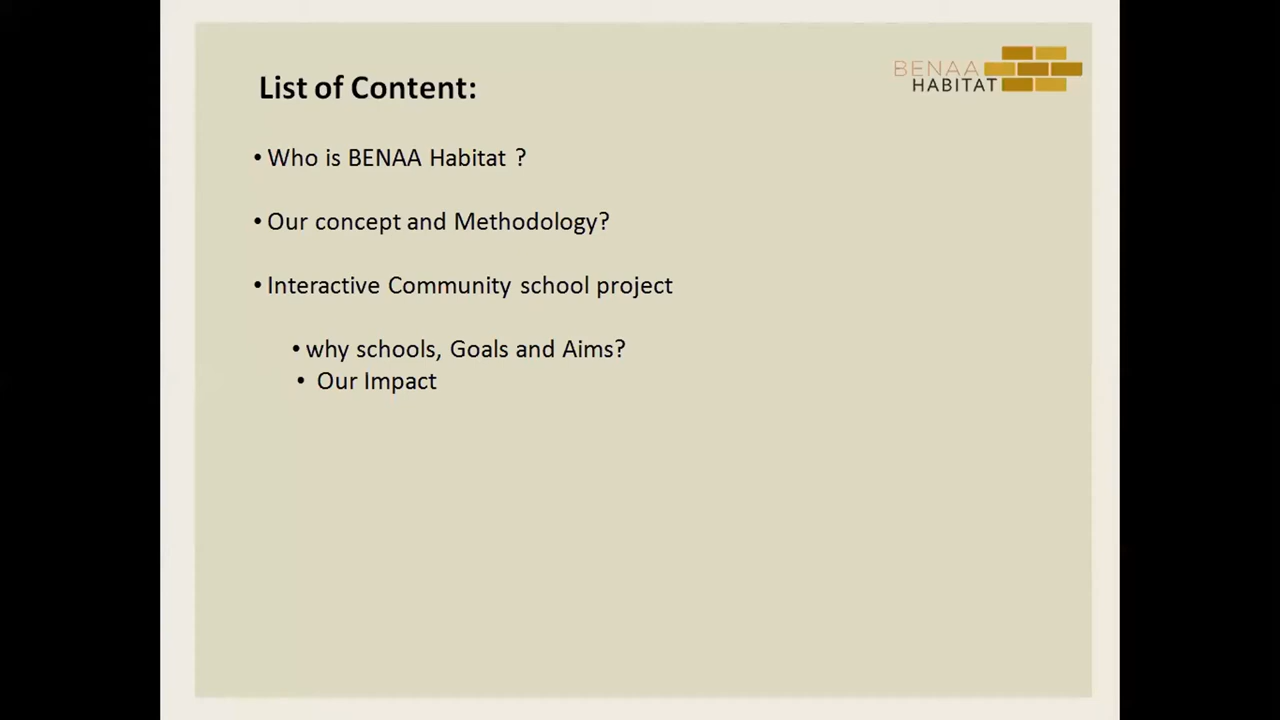 List of Content:
BENAA
HABITAT
• Who is BENAA Habitat ?
• Our concept and Methodology?
• Interactive Community school project
• why schools, Goals and Aims?
• Our Impact